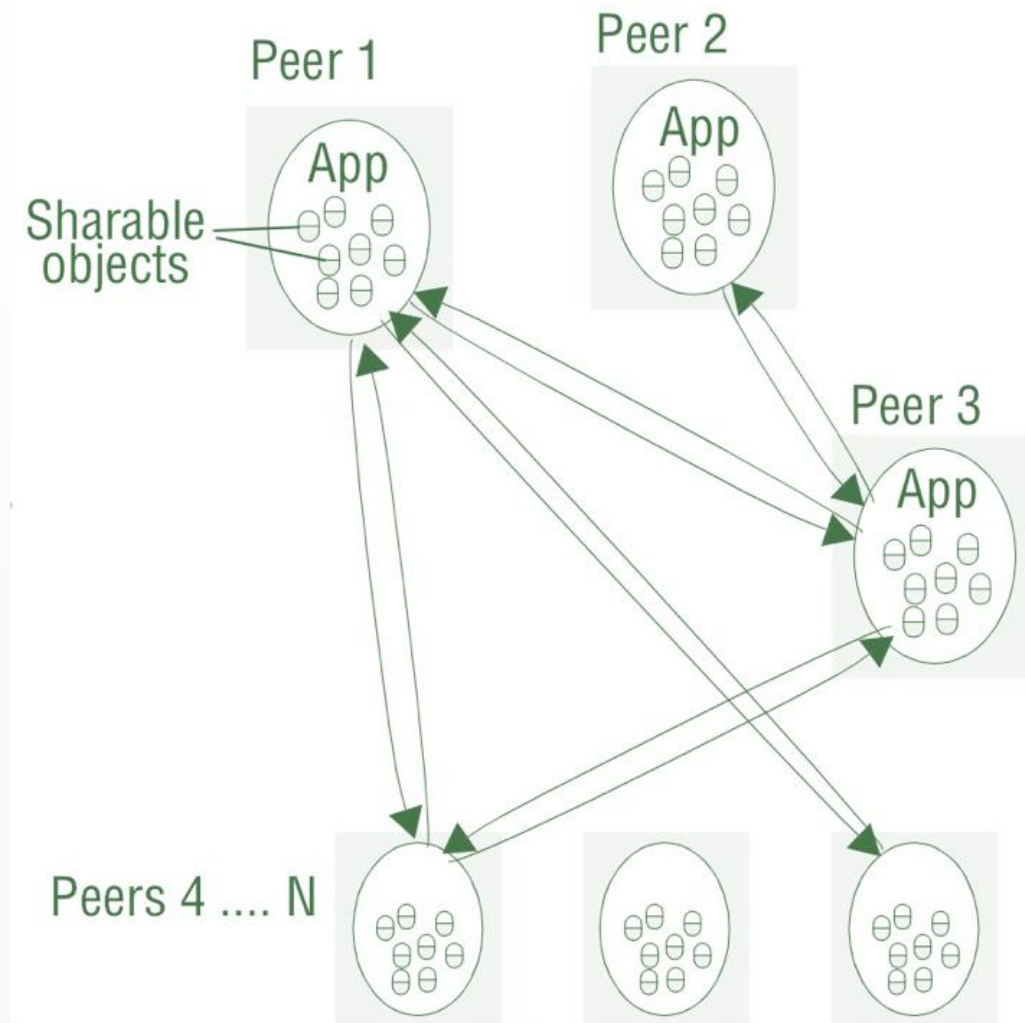 Peer 1
Peer 2
App
App
Sharable
objects
Peer 3
App
Peers 4 .... N